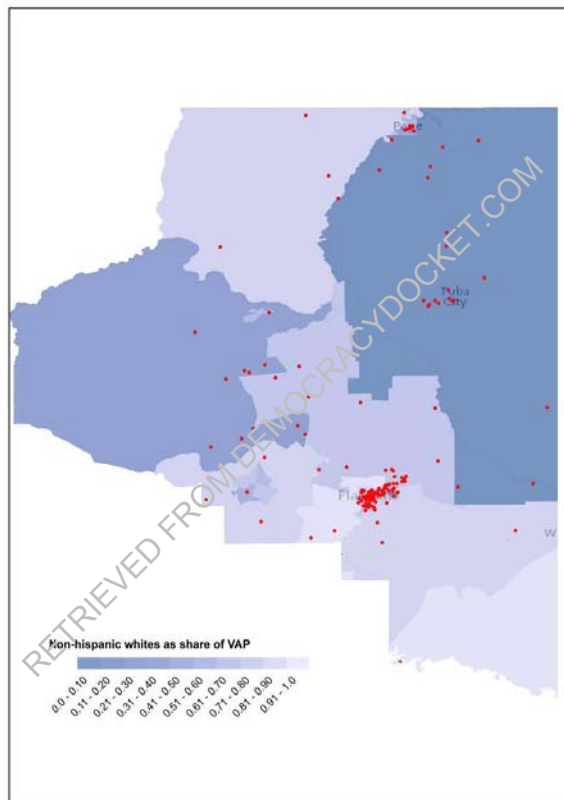 Tuba
City
W
RETRIEVED FROM DEMOCRACYDOCKET.COM
Non-hispanic whites as share of VAP
0.0 - 0.10
0.11 - 0.20
0.21 - 0.30
0.31 - 0.40
0.41 - 0.50
0.51 - 0.60
0.61 - 0.70
0.71 - 0.80
0.81 - 0.90
0.91 - 1.0